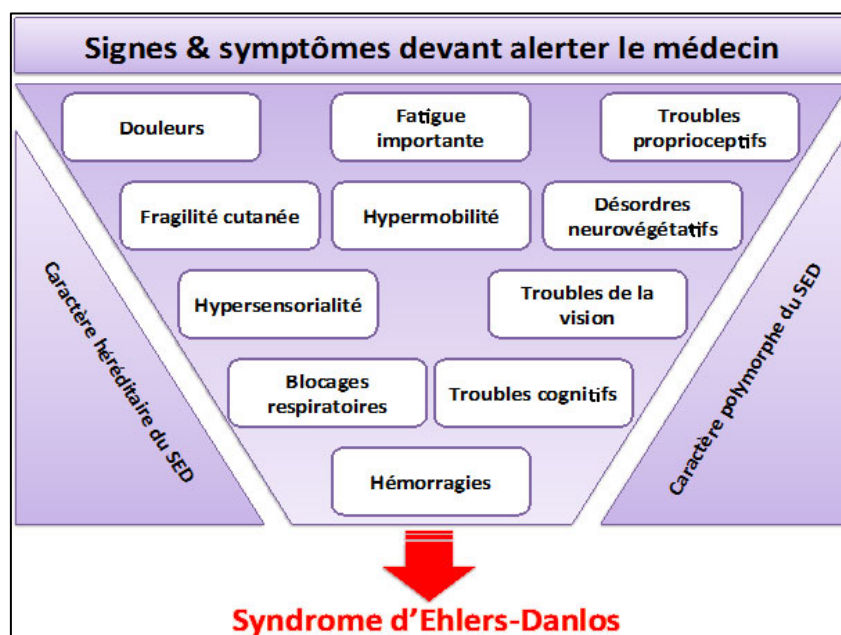 Signes & symptômes devant alerter le médecin
Douleurs
Fatigue
importante
Troubles
proprioceptifs
Fragilité cutanée
Hypermobilité
Désordres
neurovégétatifs
Hypersensorialité
Troubles de la
vision
Blocages
respiratoires
Troubles cognitifs
Hémorragies
Caractère héréditaire du SED
Caractère polymorphe du SED
Syndrome d'Ehlers-Danlos